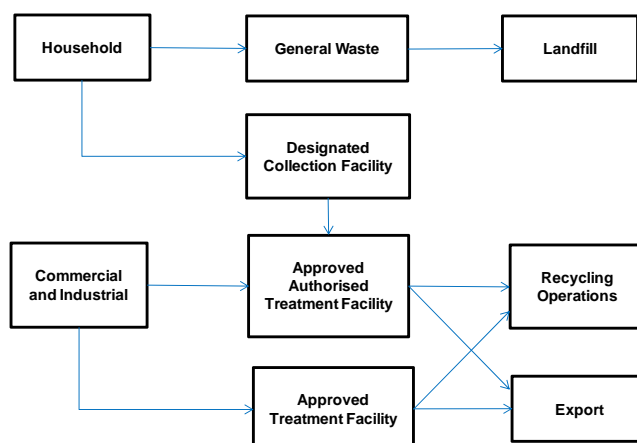 Household
General Waste
Landfill
Designated
Collection Facility
Commercial
and Industrial
Approved
Authorised
Treatment Facility
Recycling
Operations
Approved
Treatment Facility
Export